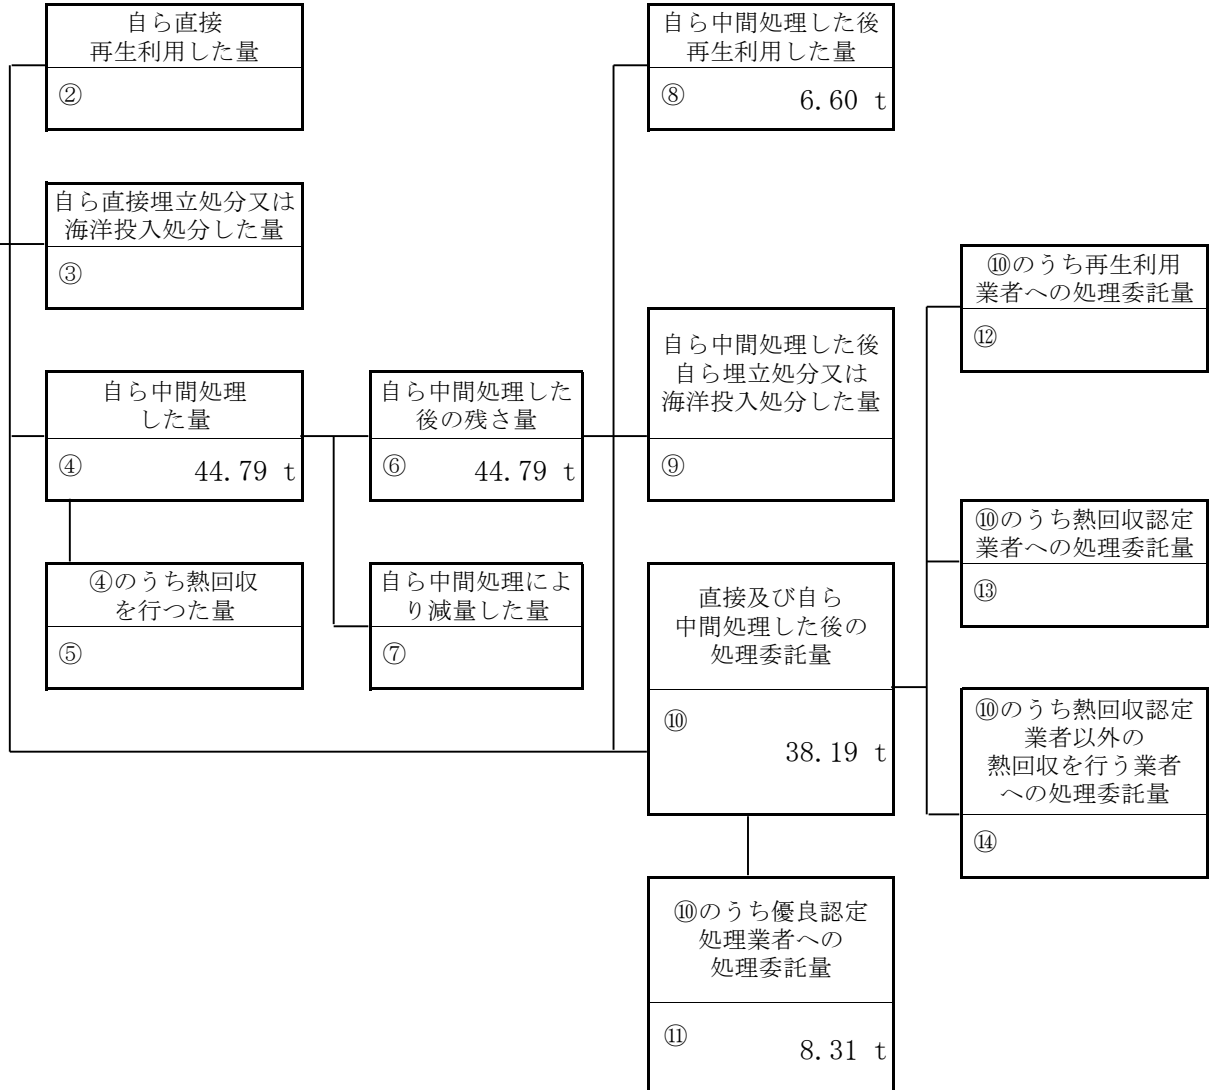 自ら直接
再生利用した量
②
自ら中間処理した後
再生利用した量
⑧ 6.60 t
自ら直接埋立処分又は
海洋投入処分した量
③
⑩のうち再生利用
業者への処理委託量
⑫
自ら中間処理した後
自ら埋立処分又は
海洋投入処分した量
⑨
自ら中間処理
した量
④ 44.79 t
自ら中間処理した
後の残さ量
⑥ 44.79 t
⑩のうち熱回収認定
業者への処理委託量
⑬
④のうち熱回収
を行つた量
⑤
自ら中間処理によ
り減量した量
⑦
直接及び自ら
中間処理した後の
処理委託量
⑩
38.19 t
⑩のうち熱回収認定
業者以外の
熱回収を行う業者
への処理委託量
⑭
⑩のうち優良認定
処理業者への
処理委託量
⑪ 8.31 t